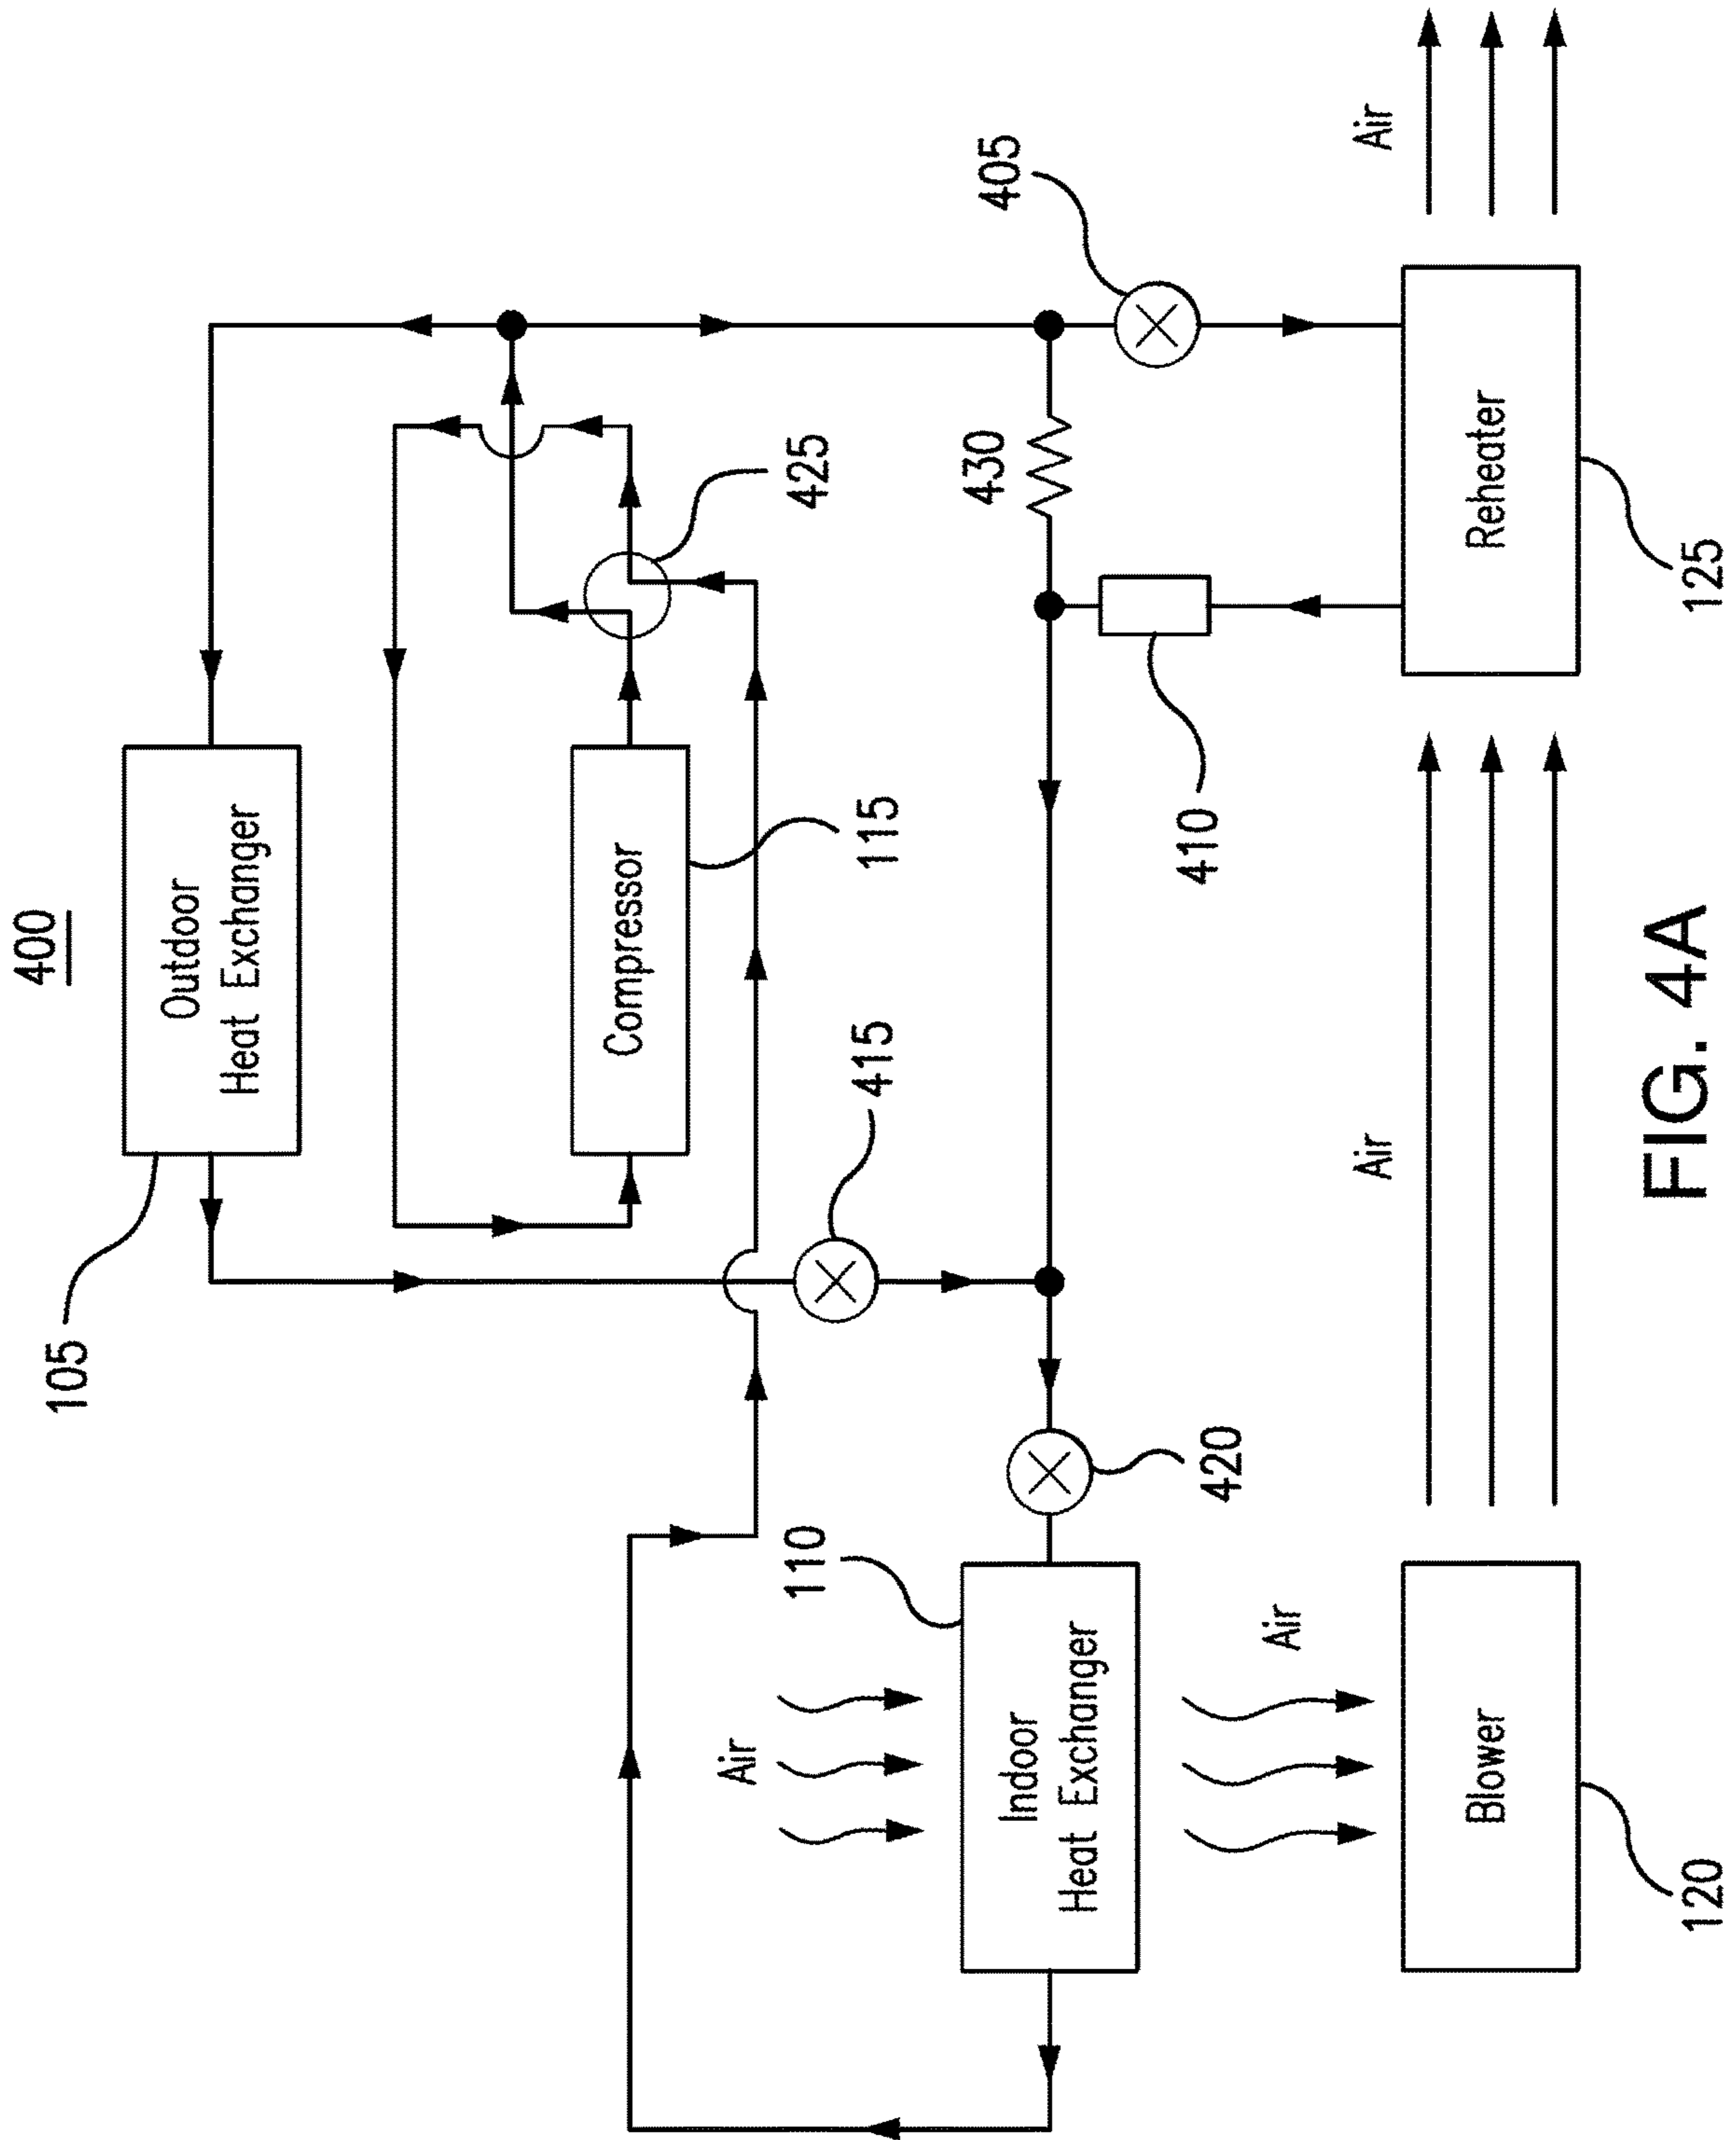 400
Outdoor
Heat Exchanger
105
Compressor
115
425
415
430
405
110
Air
Indoor
Heat Exchanger
420
410
Air
Air
Air
Blower
120
Reheater
125
FIG. 4A